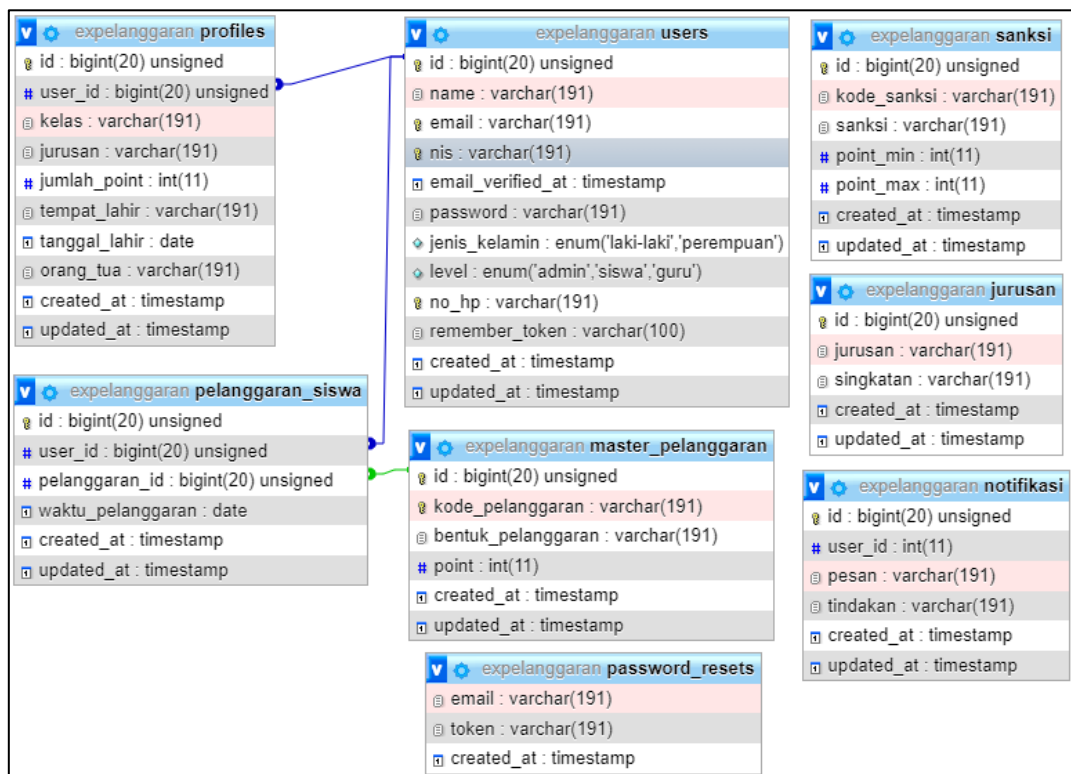 expelanggaran profiles
id : bigint(20) unsigned
user_id : bigint(20) unsigned
kelas : varchar(191)
jurusan : varchar(191)
jumlah_point : int(11)
tempat_lahir : varchar(191)
tanggal_lahir : date
orang_tua : varchar(191)
created_at : timestamp
updated_at : timestamp
expelanggaran users
id : bigint(20) unsigned
name : varchar(191)
email : varchar(191)
nis : varchar(191)
email_verified_at : timestamp
password : varchar(191)
jenis_kelamin : enum('laki-laki','perempuan')
level : enum('admin','siswa','guru')
no_hp : varchar(191)
remember_token : varchar(100)
created_at : timestamp
updated_at : timestamp
expelanggaran sanksi
id : bigint(20) unsigned
kode_sanksi : varchar(191)
sanksi : varchar(191)
point_min : int(11)
point_max : int(11)
created_at : timestamp
updated_at : timestamp
expelanggaran jurusan
id : bigint(20) unsigned
jurusan : varchar(191)
singkatan : varchar(191)
created_at : timestamp
updated_at : timestamp
expelanggaran pelanggaran_siswa
id : bigint(20) unsigned
user_id : bigint(20) unsigned
pelanggaran_id : bigint(20) unsigned
waktu_pelanggaran : date
created_at : timestamp
updated_at : timestamp
expelanggaran master_pelanggaran
id : bigint(20) unsigned
kode_pelanggaran : varchar(191)
bentuk_pelanggaran : varchar(191)
point : int(11)
created_at : timestamp
updated_at : timestamp
expelanggaran notifikasi
id : bigint(20) unsigned
user_id : int(11)
pesan : varchar(191)
tindakan : varchar(191)
created_at : timestamp
updated_at : timestamp
expelanggaran password_resets
email : varchar(191)
token : varchar(191)
created_at : timestamp